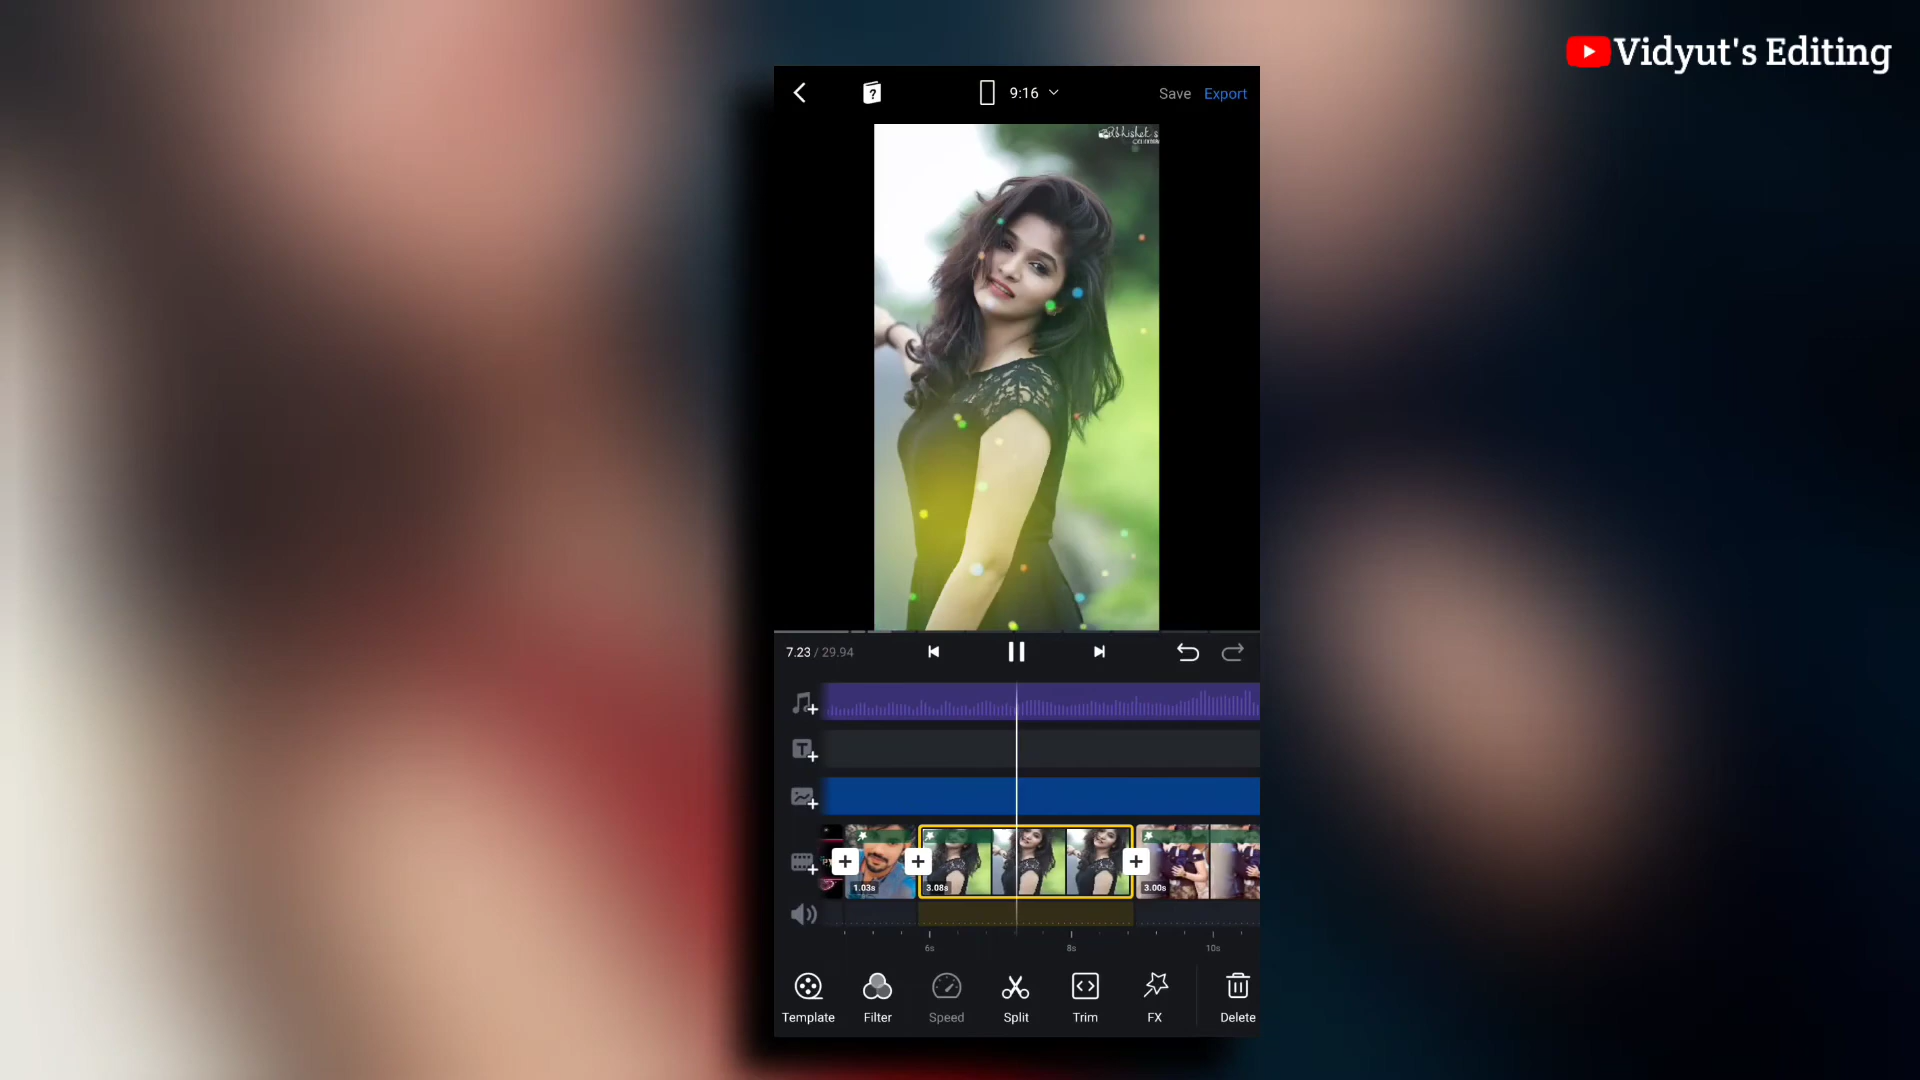 Vidyut's Editing
9:16
Save
Export
7.23 / 29.94
1.03s
3.08s
3.00s
6s
8s
10s
Template
Filter
Speed
Split
Trim
FX
Delete